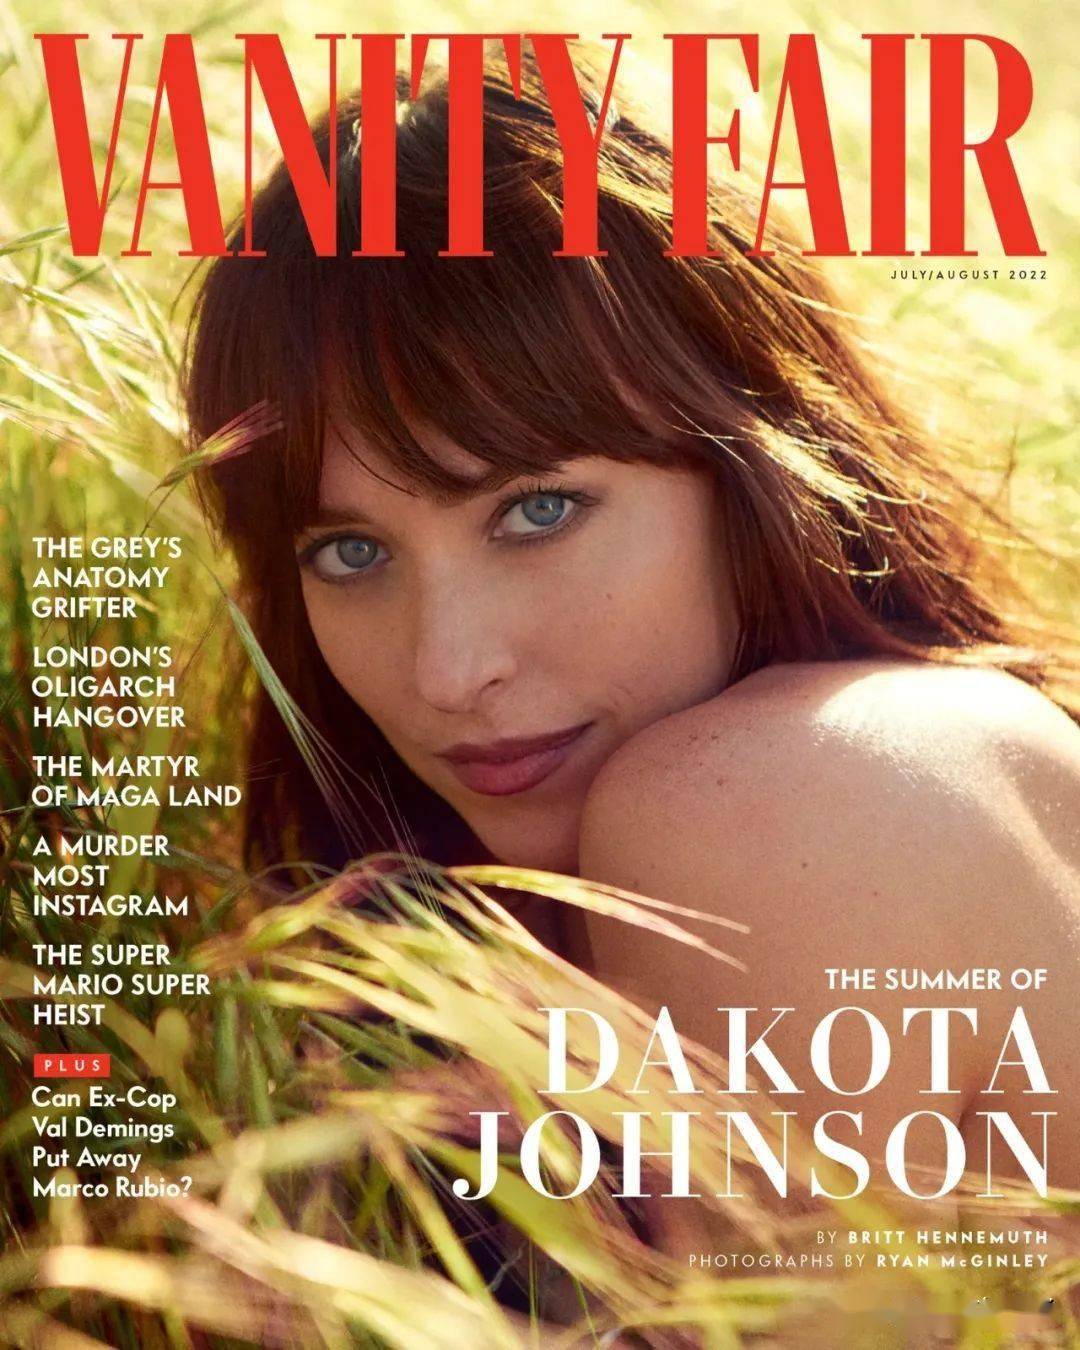 VANITY FAIR
JULY/AUGUST 2022
THE GREY'S
ANATOMY
GRIFTER
LONDON'S
OLIGARCH
HANGOVER
THE MARTYR
OF MAGA LAND
A MURDER
MOST
INSTAGRAM
THE SUPER
MARIO SUPER
HEIST
PLUS
Can Ex-Cop
Val Demings
Put Away
Marco Rubio?
THE SUMMER OF
DAKOTA
JOHNSON
BY BRITT HENNEMUTH
PHOTOGRAPHS BY RYAN McGINLEY